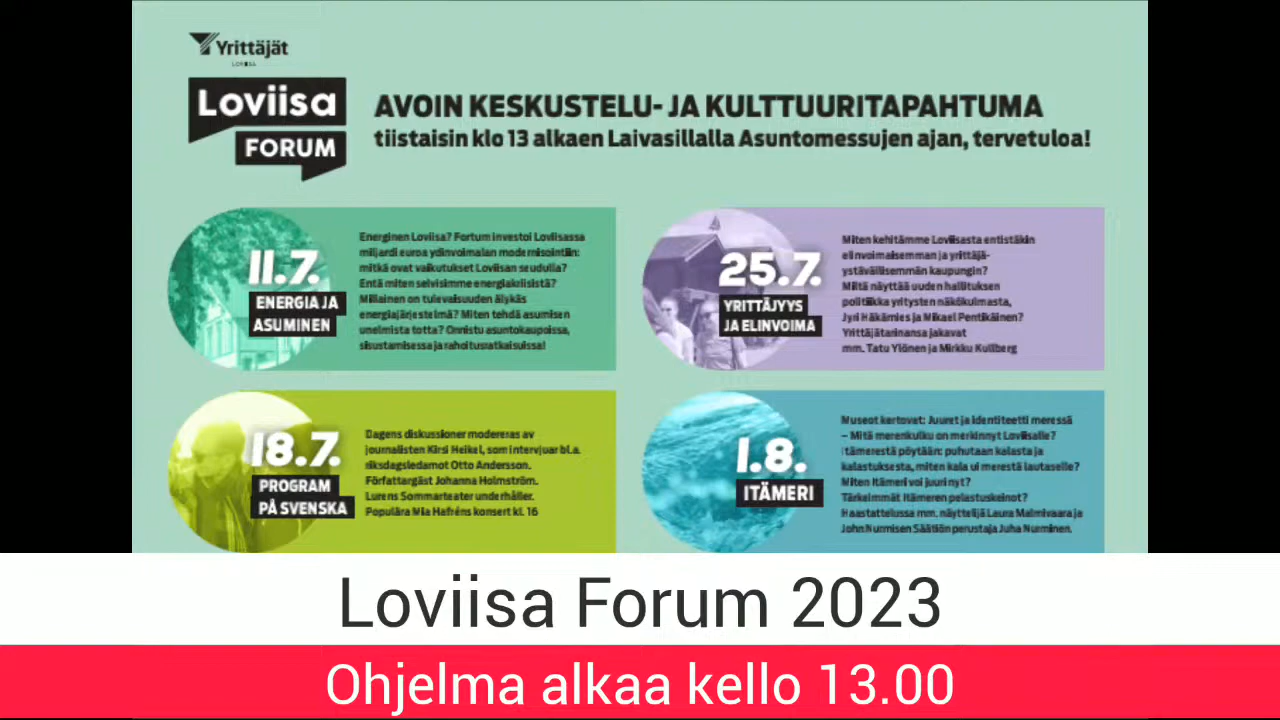 Yrittäjät
LOVIISA
Loviisa
FORUM
AVOIN KESKUSTELU- JA KULTTUURITAPAHTUMA
tiistaisin klo 13 alkaen Laivasillalla Asuntomessujen ajan, tervetuloa!
11.7.
ENERGIA JA
ASUMINEN
Energinen Loviisa? Fortum investoi Loviisassa
miljardi euroa ydinvoimalan modernisointiin:
mitkä ovat vaikutukset Loviisan seudulla?
Entä miten selvisimme energiakriisistä?
Millainen on tulevaisuuden älykäs
energiajärjestelmä? Miten tehdä asumisen
unelmista totta? Onnistu asuntokaupoissa,
sisustamisessa ja rahoitusratkaisuissa!
25.7.
YRITTÄJYYS
JA ELINVOIMA
Miten kehitämme Loviisasta entistäkin
elinvoimaisemman ja yrittäjä-
ystävällisemmän kaupungin?
Miltä näyttää uuden hallituksen
politiikka yritysten näkökulmasta,
Jyri Häkämies ja Mikael Pentikäinen?
Yrittäjätarinansa jakavat
mm. Tatu Ylönen ja Mirkku Kullberg
18.7.
PROGRAM
PÅ SVENSKA
Dagens diskussioner modereras av
journalisten Kirsi Heikel, som intervjuar bl.a.
riksdagsledamot Otto Andersson.
Författargäst Johanna Holmström.
Lurens Sommarteater underhåller.
Populära Mia Hafréns konsert kl. 16
1.8.
ITÄMERI
Museot kertovat: Juuret ja identiteetti meressä
– Mitä merenkulku on merkinnyt Loviisalle?
Itämerestä pöytään: puhutaan kalasta ja
kalastuksesta, miten kala ui merestä lautaselle?
Miten Itämeri voi juuri nyt?
Tärkeimmät Itämeren pelastuskeinot?
Haastattelussa mm. näyttelijä Laura Malmivaara ja
John Nurmisen Säätiön perustaja Juha Nurminen.
Loviisa Forum 2023
Ohjelma alkaa kello 13.00